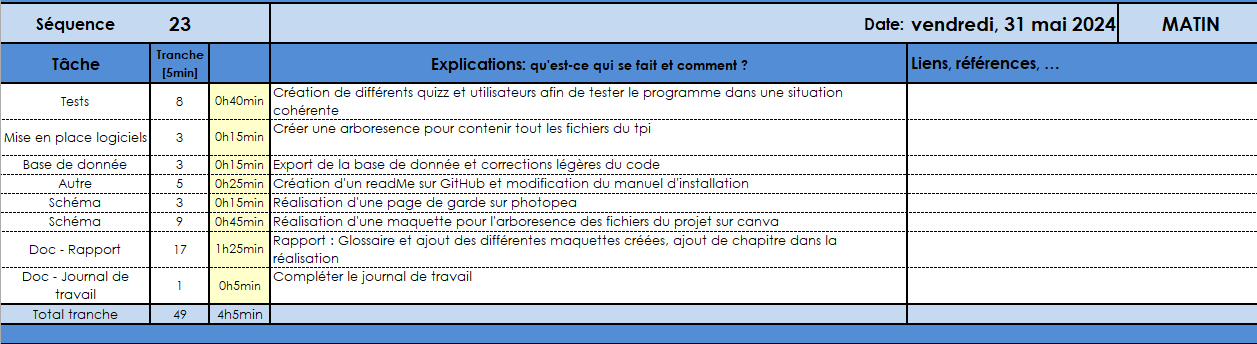 Séquence 23 Date: vendredi, 31 mai 2024 MATIN
Tâche Tranche [5min] Explications: qu'est-ce qui se fait et comment ? Liens, références, ...
Tests 8 0h40min Création de différents quizz et utilisateurs afin de tester le programme dans une situation
cohérente
Mise en place logiciels 3 0h15min Créer une arboresence pour contenir tout les fichiers du tpi
Base de donnée 3 0h15min Export de la base de donnée et corrections légères du code
Autre 5 0h25min Création d'un readMe sur GitHub et modification du manuel d'installation
Schéma 3 0h15min Réalisation d'une page de garde sur photopea
Schéma 9 0h45min Réalisation d'une maquette pour l'arboresence des fichiers du projet sur canva
Doc - Rapport 17 1h25min Rapport : Glossaire et ajout des différentes maquettes créées, ajout de chapitre dans la
réalisation
Doc - Journal de travail 1 0h5min Compléter le journal de travail
Total tranche 49 4h5min